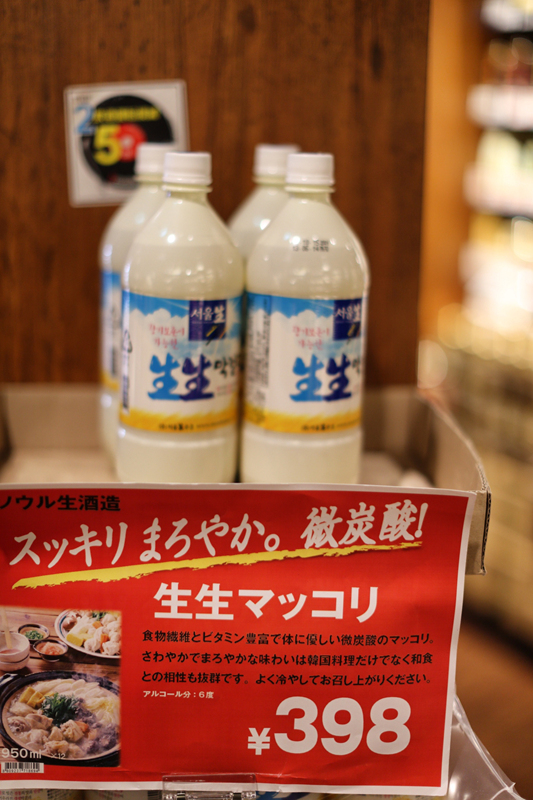 50
서울生
生生막걸리
ソウル生酒造
スッキリまろやか。微炭酸!
生生マッコリ
食物繊維とビタミン豊富で体に優しい微炭酸のマッコリ。
さわやかでまろやかな味わいは韓国料理だけでなく和食
との相性も抜群です。よく冷やしてお召し上がりください。
アルコール分:6度
¥398
950ml